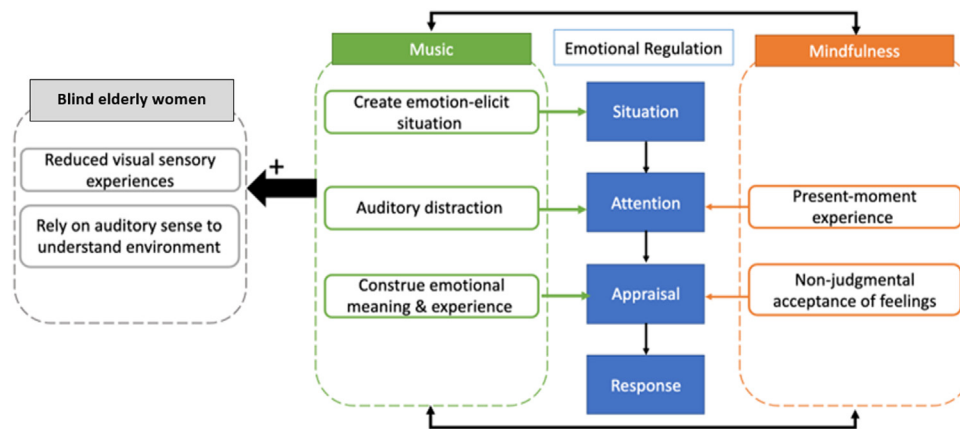 Blind elderly women
Reduced visual sensory
experiences
Rely on auditory sense to
understand environment
+
Music
Create emotion-elicit
situation
Auditory distraction
Construe emotional
meaning & experience
Emotional Regulation
Situation
Attention
Appraisal
Response
Mindfulness
Present-moment
experience
Non-judgmental
acceptance of feelings